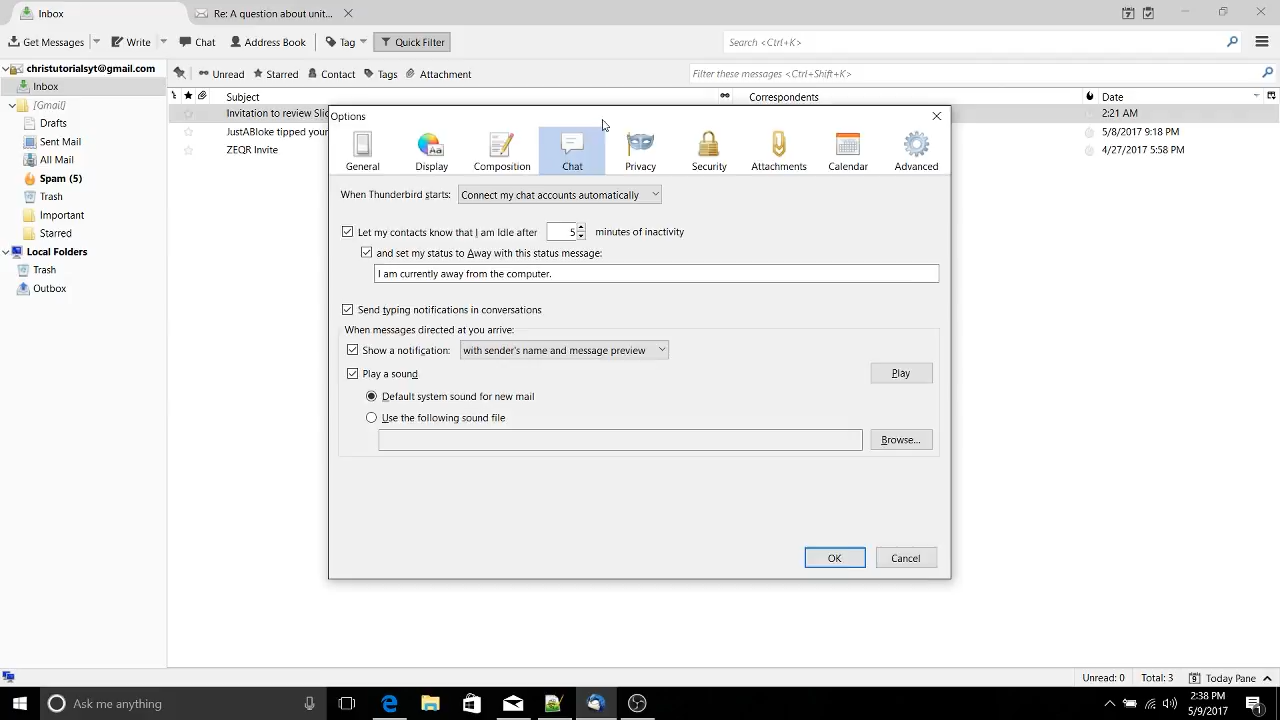 Inbox
Re: A question about unit...
Get Messages
Write
Chat
Address Book
Tag
Quick Filter
Search <Ctrl+K>
christutorialsyt@gmail.com
Unread
Starred
Contact
Tags
Attachment
Filter these messages <Ctrl+Shift+K>
Inbox
[Gmail]
Drafts
Sent Mail
All Mail
Spam (5)
Trash
Important
Starred
Local Folders
Trash
Outbox
Subject
Correspondents
Date
Invitation to review Slic
2:21 AM
JustABloke tipped your
5/8/2017 9:18 PM
ZEQR Invite
4/27/2017 5:58 PM
Options
General
Display
Composition
Chat
Privacy
Security
Attachments
Calendar
Advanced
When Thunderbird starts: Connect my chat accounts automatically
Let my contacts know that I am Idle after 5 minutes of inactivity
and set my status to Away with this status message:
I am currently away from the computer.
Send typing notifications in conversations
When messages directed at you arrive:
Show a notification: with sender's name and message preview
Play a sound
Play
Default system sound for new mail
Use the following sound file
Browse...
OK
Cancel
Unread: 0
Total: 3
Today Pane
Ask me anything
2:38 PM
5/9/2017
1